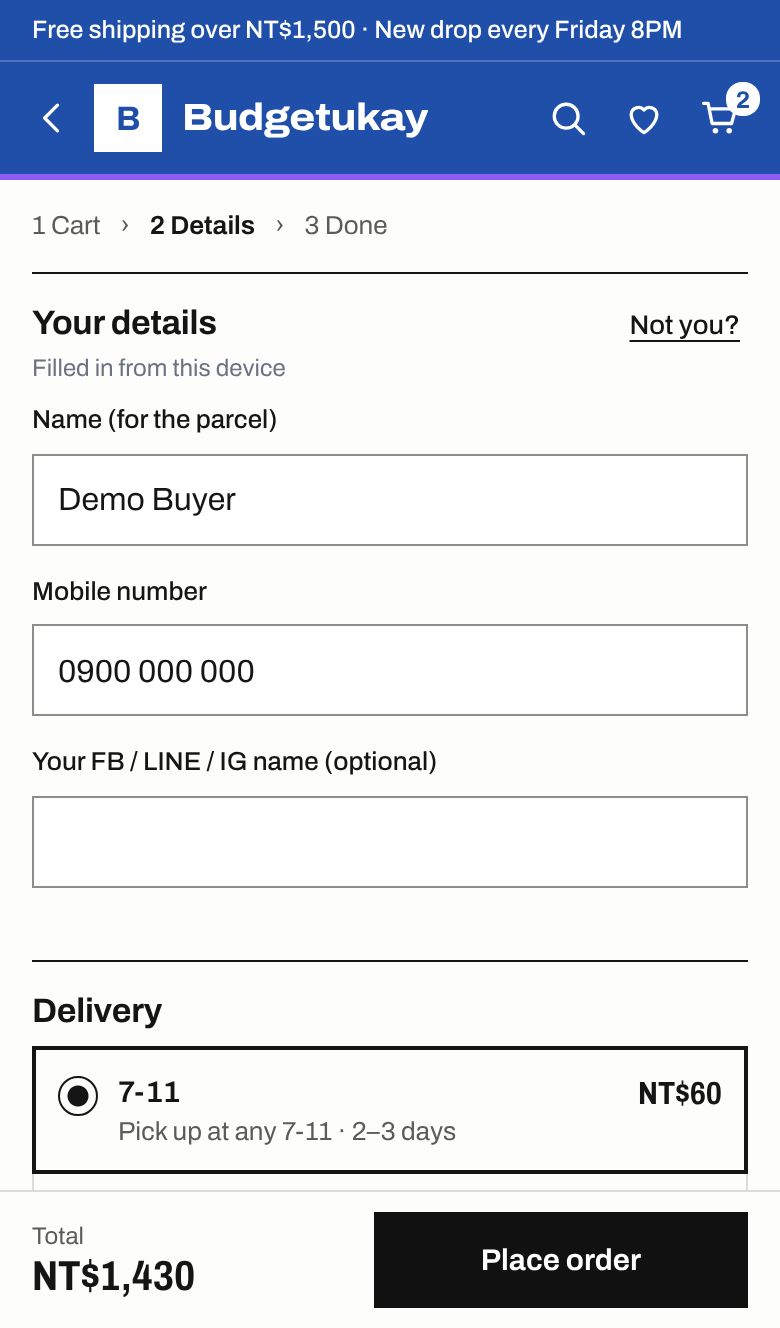 Free shipping over NT$1,500 · New drop every Friday 8PM
B Budgetukay 2
1 Cart › 2 Details › 3 Done
Your details Not you?
Filled in from this device
Name (for the parcel)
Demo Buyer
Mobile number
0900 000 000
Your FB / LINE / IG name (optional)
Delivery
7-11 NT$60
Pick up at any 7-11 · 2–3 days
Total
NT$1,430
Place order